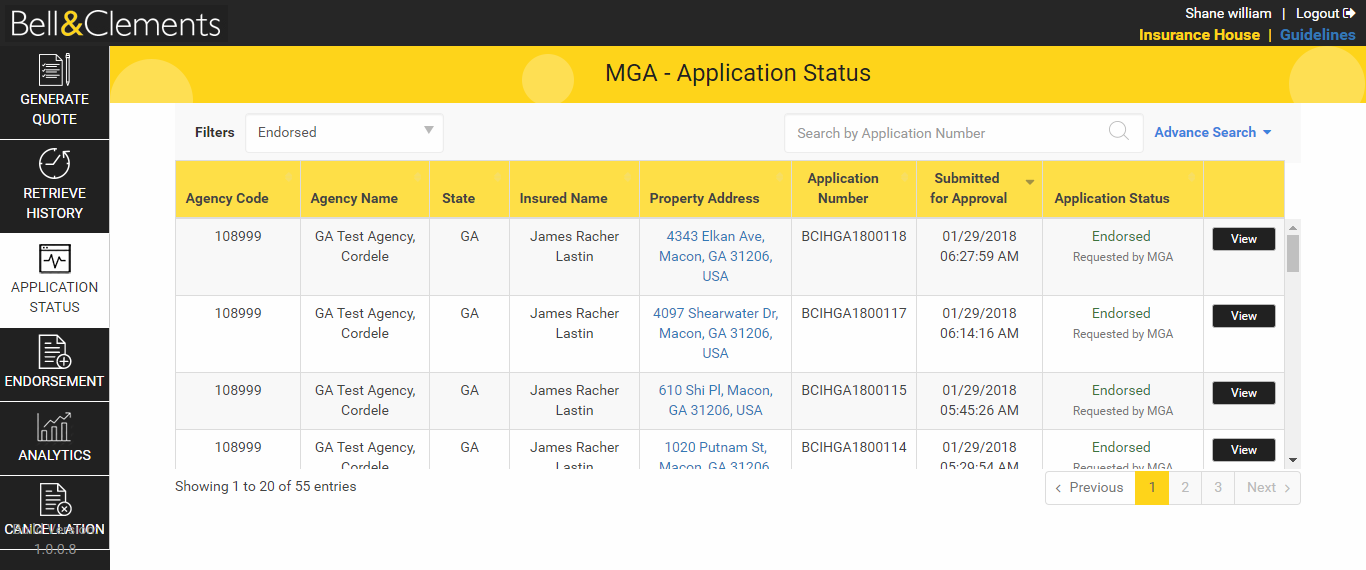 Bell&Clements
Shane william | Logout
Insurance House | Guidelines
GENERATE
QUOTE
RETRIEVE
HISTORY
APPLICATION
STATUS
ENDORSEMENT
ANALYTICS
CANCELLATION
Build Version
1.0.0.8
MGA - Application Status
Filters Endorsed Search by Application Number Advance Search
Agency Code Agency Name State Insured Name Property Address Application Number Submitted for Approval Application Status
108999 GA Test Agency, GA James Racher 4343 Elkan Ave, BCIHGA1800118 01/29/2018 Endorsed View
Cordele Lastin Macon, GA 31206, 06:27:59 AM Requested by MGA
USA
108999 GA Test Agency, GA James Racher 4097 Shearwater Dr, BCIHGA1800117 01/29/2018 Endorsed View
Cordele Lastin Macon, GA 31206, 06:14:16 AM Requested by MGA
USA
108999 GA Test Agency, GA James Racher 610 Shi Pl, Macon, BCIHGA1800115 01/29/2018 Endorsed View
Cordele Lastin GA 31206, USA 05:45:26 AM Requested by MGA
108999 GA Test Agency, GA James Racher 1020 Putnam St, BCIHGA1800114 01/29/2018 Endorsed View
Cordele Lastin Macon, GA 31206, 05:29:54 AM Requested by MGA
Showing 1 to 20 of 55 entries
Previous 1 2 3 Next